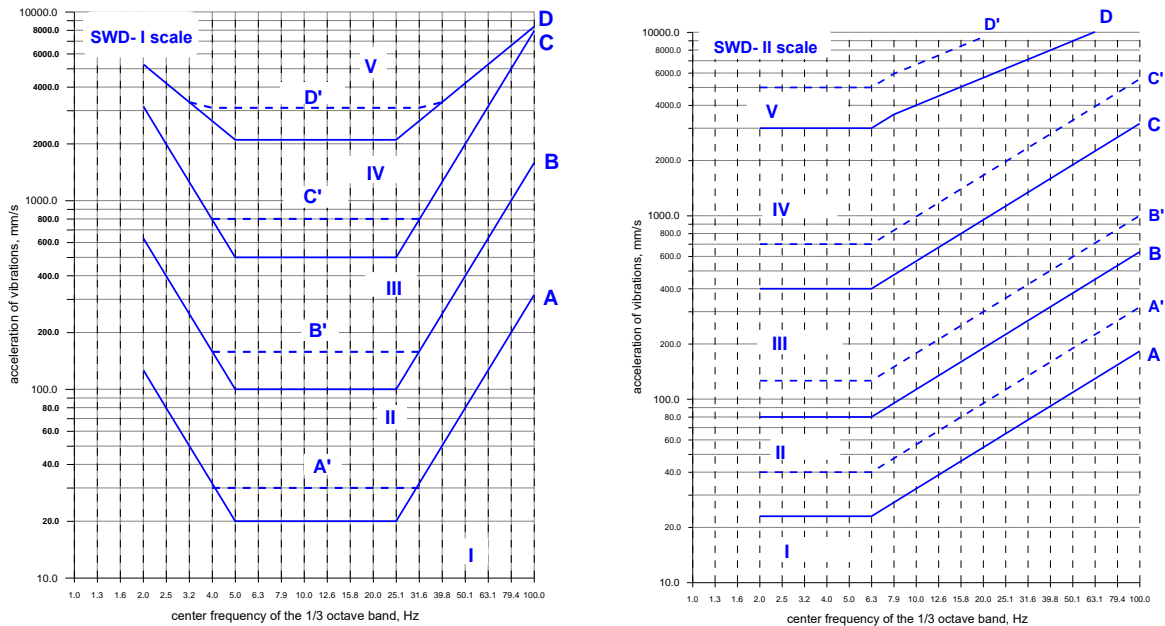 10000.0
8000.0
6000.0
4000.0
2000.0
1000.0
800.0
600.0
400.0
200.0
100.0
80.0
60.0
40.0
20.0
10.0
acceleration of vibrations, mm/s
SWD- I scale
D
C
V
D'
IV
C'
B
III
A
B'
II
A'
I
1.0 1.3 1.6 2.0 2.5 3.2 4.0 5.0 6.3 7.9 10.0 12.6 15.8 20.0 25.1 31.6 39.8 50.1 63.1 79.4 100.0
center frequency of the 1/3 octave band, Hz
10000.0
8000.0
6000.0
4000.0
2000.0
1000.0
800.0
600.0
400.0
200.0
100.0
80.0
60.0
40.0
20.0
10.0
acceleration of vibrations, mm/s
D'
D
SWD- II scale
C'
V
C
IV
B'
B
A'
III
A
II
I
1.0 1.3 1.6 2.0 2.5 3.2 4.0 5.0 6.3 7.9 10.0 12.6 15.8 20.0 25.1 31.6 39.8 50.1 63.1 79.4 100.0
center frequency of the 1/3 octave band, Hz